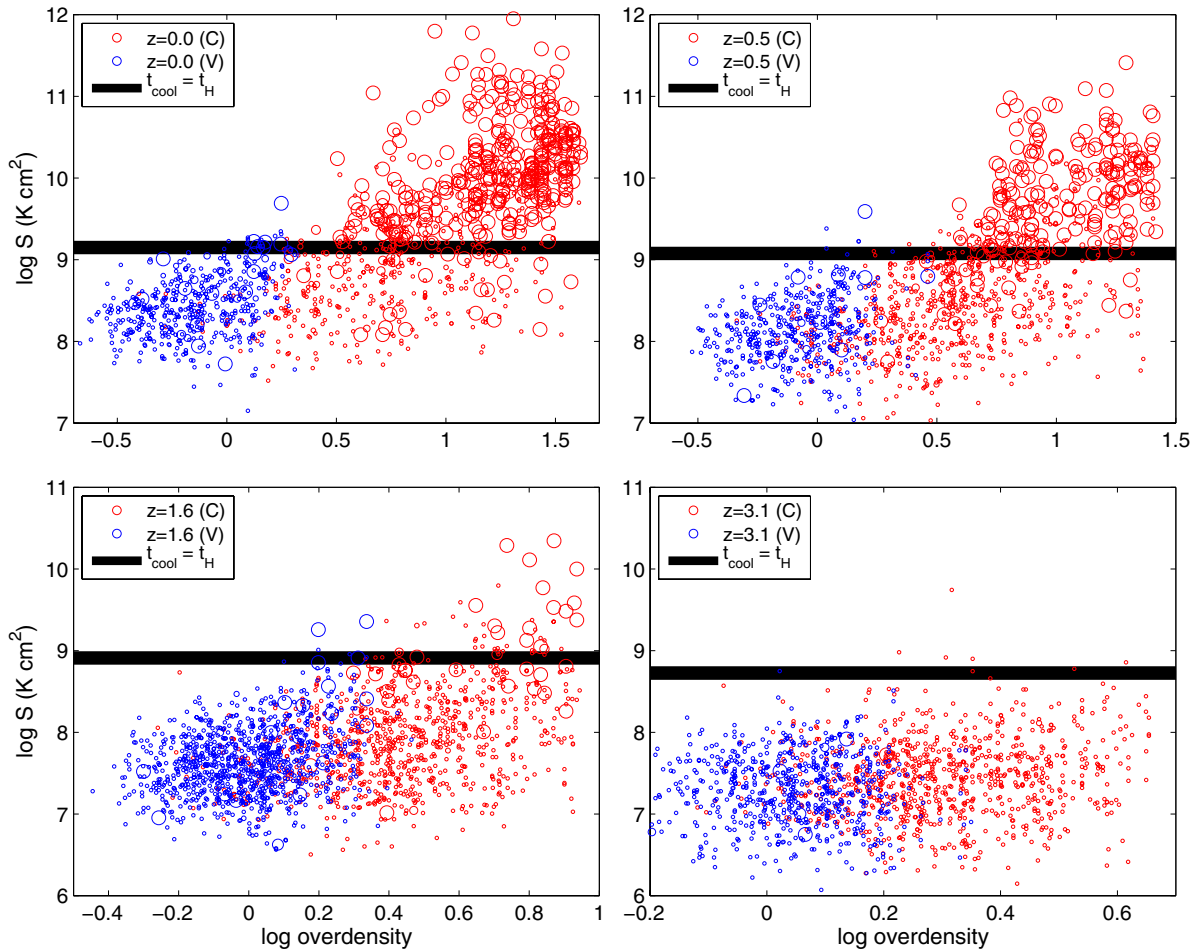 12
11
10
9
8
7
log S (K cm²)
z=0.0 (C)
z=0.0 (V)
t_cool = t_H
−0.5 0 0.5 1 1.5
12
11
10
9
8
7
z=0.5 (C)
z=0.5 (V)
t_cool = t_H
−0.5 0 0.5 1 1.5
11
10
9
8
7
6
log S (K cm²)
z=1.6 (C)
z=1.6 (V)
t_cool = t_H
−0.4 −0.2 0 0.2 0.4 0.6 0.8 1
log overdensity
11
10
9
8
7
6
z=3.1 (C)
z=3.1 (V)
t_cool = t_H
−0.2 0 0.2 0.4 0.6
log overdensity